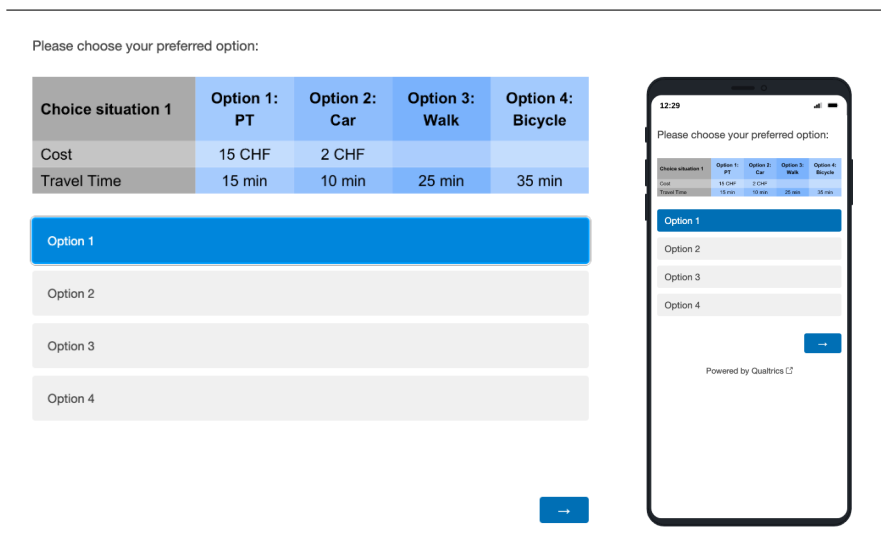 Please choose your preferred option:
Choice situation 1 Option 1: PT Option 2: Car Option 3: Walk Option 4: Bicycle
Cost 15 CHF 2 CHF
Travel Time 15 min 10 min 25 min 35 min
Option 1
Option 2
Option 3
Option 4
→
12:29
Please choose your preferred option:
Choice situation 1 Option 1: PT Option 2: Car Option 3: Walk Option 4: Bicycle
Cost 15 CHF 2 CHF
Travel Time 15 min 10 min 25 min 35 min
Option 1
Option 2
Option 3
Option 4
→
Powered by Qualtrics